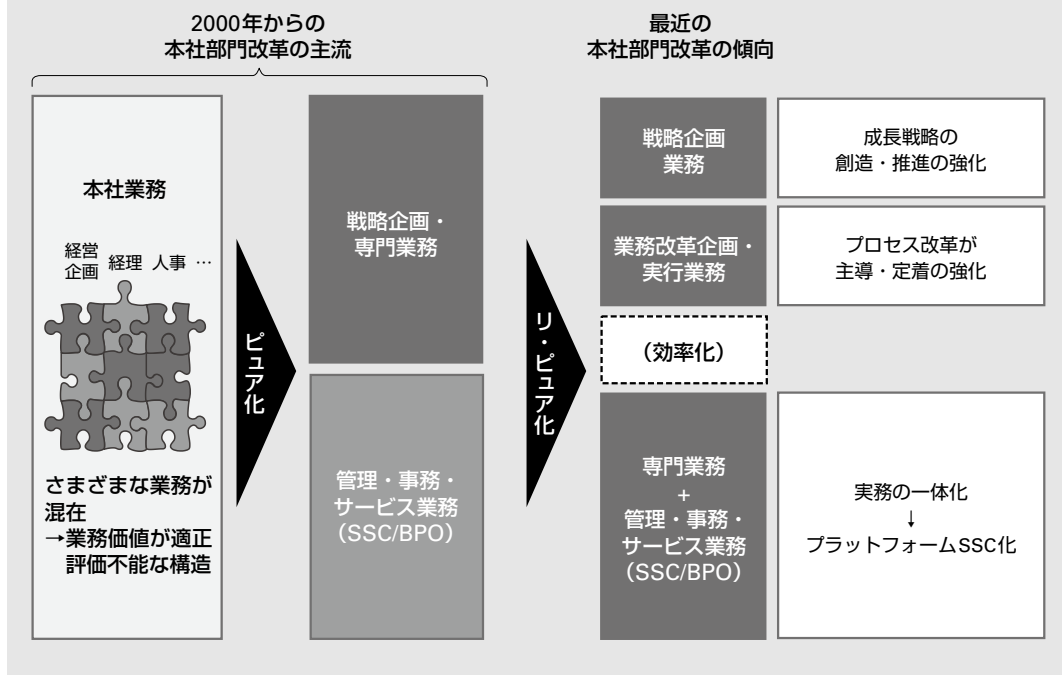 2000年からの
本社部門改革の主流
最近の
本社部門改革の傾向
本社業務
経営
企画
経理
人事
…
さまざまな業務が
混在
→業務価値が適正
評価不能な構造
ピュア化
戦略企画・
専門業務
管理・事務・
サービス業務
（SSC/BPO）
リ・ピュア化
戦略企画
業務
成長戦略の
創造・推進の強化
業務改革企画・
実行業務
プロセス改革が
主導・定着の強化
（効率化）
専門業務
+
管理・事務・
サービス業務
（SSC/BPO）
実務の一体化
↓
プラットフォームSSC化